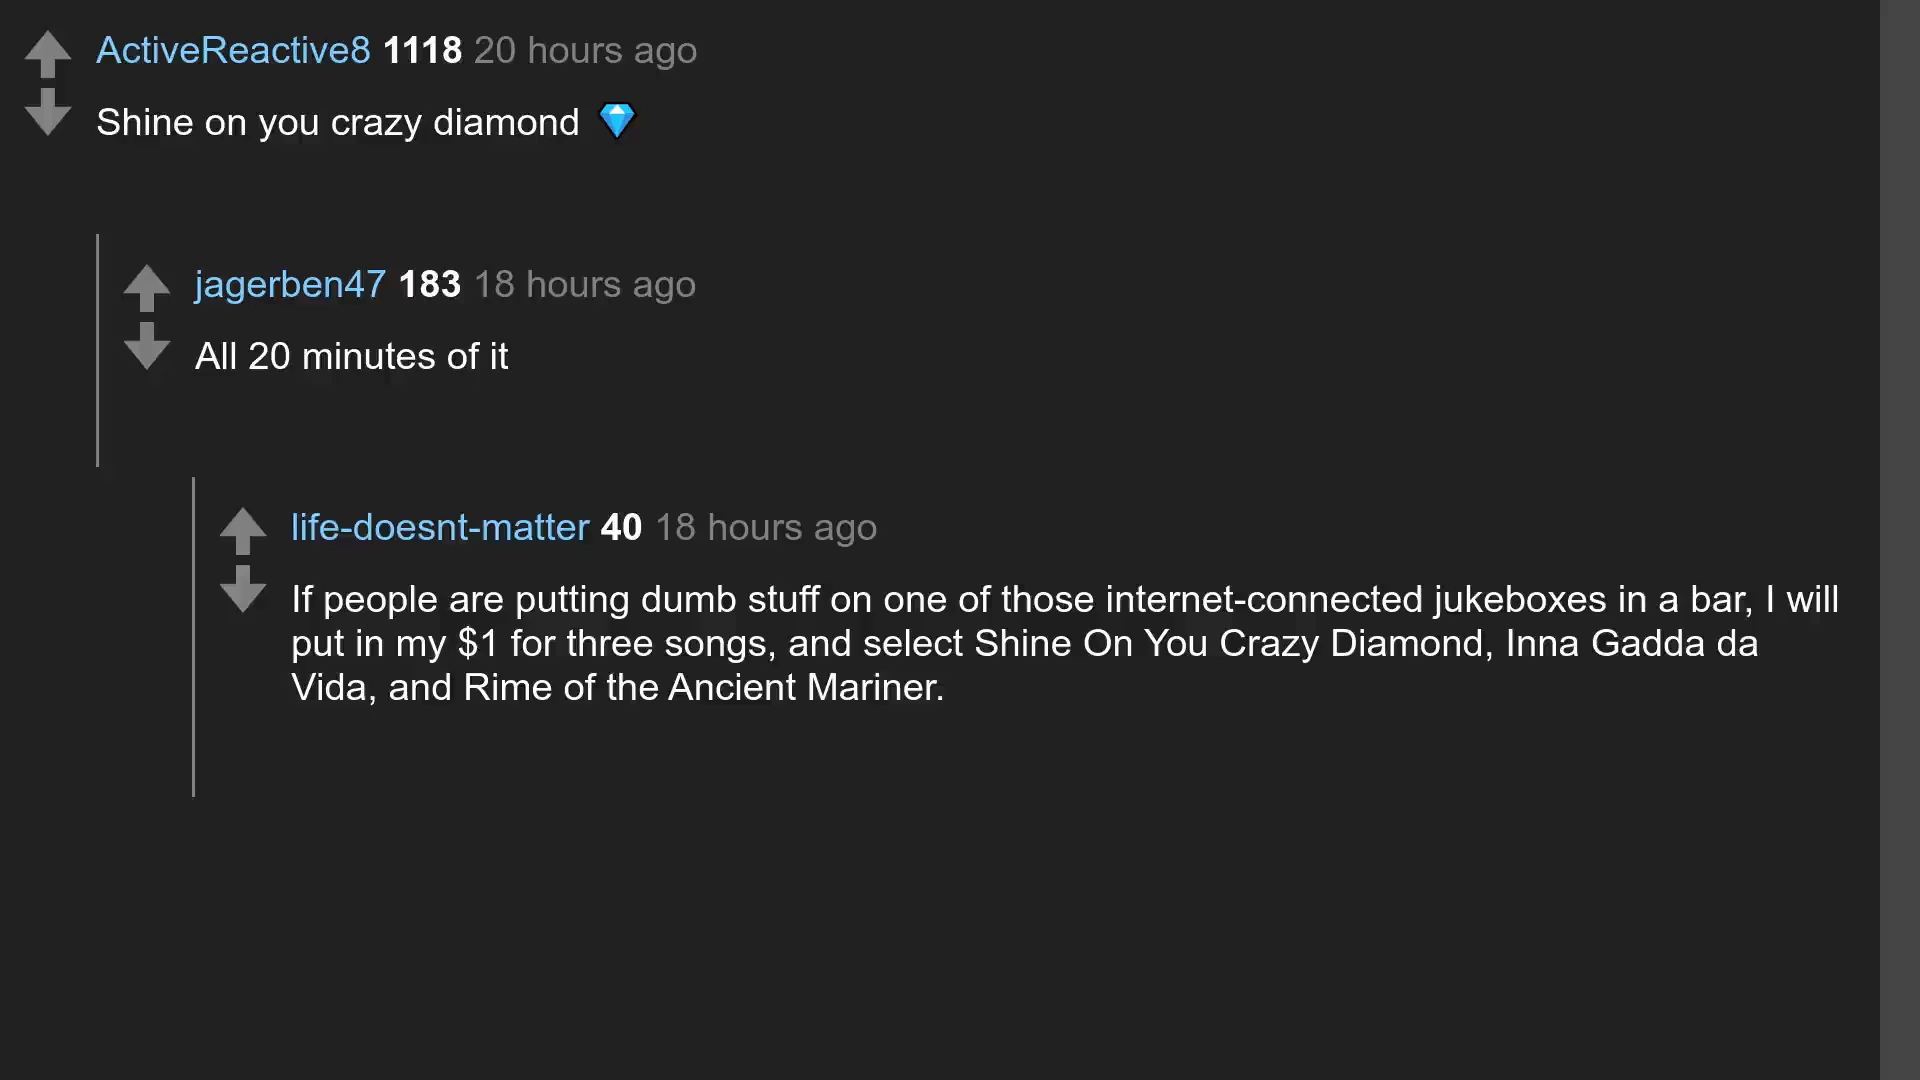 ActiveReactive8 1118 20 hours ago
Shine on you crazy diamond 💎
jagerben47 183 18 hours ago
All 20 minutes of it
life-doesnt-matter 40 18 hours ago
If people are putting dumb stuff on one of those internet-connected jukeboxes in a bar, I will
put in my $1 for three songs, and select Shine On You Crazy Diamond, Inna Gadda da
Vida, and Rime of the Ancient Mariner.